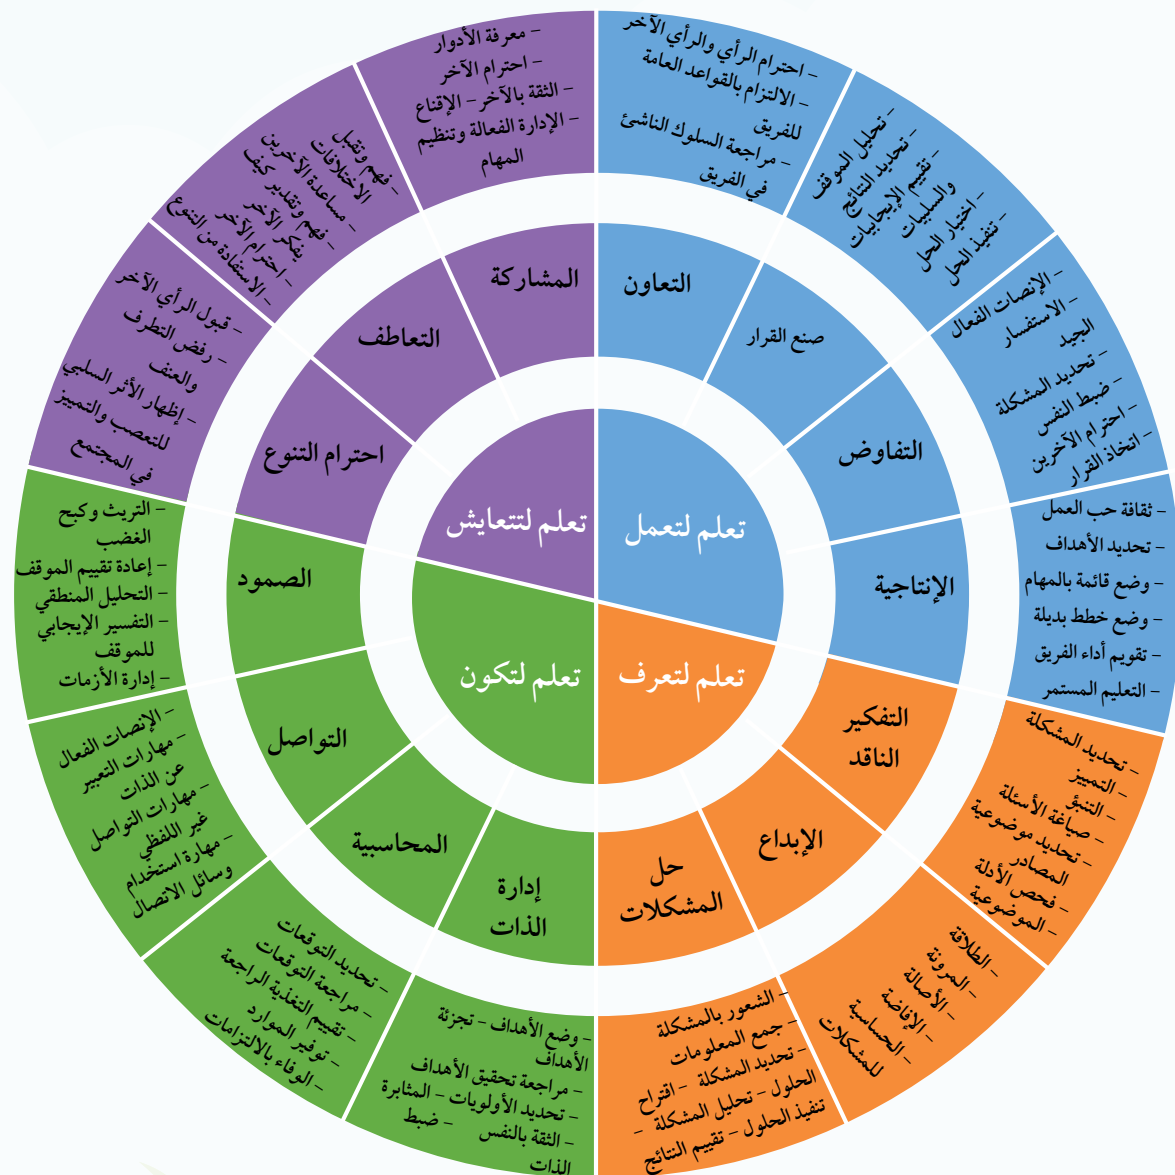 تعلم لتعمل
تعلم لتعرف
تعلم لتكون
تعلم لتتعايش
التعاون
– احترام الرأي والرأي الآخر
– الالتزام بالقواعد العامة
للفريق
– مراجعة السلوك الناشئ
في الفريق
صنع القرار
– تحليل الموقف
– تحديد النتائج
– تقييم الإيجابيات
والسلبيات
– اختيار الحل
– تنفيذ الحل
التفاوض
– الإنصات الفعال
– الاستفسار
الجيد
– تحديد المشكلة
– ضبط النفس
– احترام الآخرين
– اتخاذ القرار
الإنتاجية
– ثقافة حب العمل
– تحديد الأهداف
– وضع قائمة بالمهام
– وضع خطط بديلة
– تقويم أداء الفريق
– التعليم المستمر
التفكير
الناقد
– تحديد المشكلة
– التمييز
– التنبؤ
– صياغة الأسئلة
– تحديد موضوعية
المصادر
– فحص الأدلة
الموضوعية
الإبداع
– الطلاقة
– المرونة
– الأصالة
– الإفاضة
– الحساسية
للمشكلات
حل
المشكلات
– الشعور بالمشكلة
– جمع المعلومات
– تحديد المشكلة – اقتراح
الحلول – تحليل المشكلة –
تنفيذ الحلول – تقييم النتائج
إدارة
الذات
– وضع الأهداف – تجزئة
الأهداف
– مراجعة تحقيق الأهداف
– تحديد الأولويات – المثابرة
– الثقة بالنفس – ضبط
الذات
المحاسبية
– تحديد التوقعات
– مراجعة التوقعات
– تقييم التغذية الراجعة
– توفير الموارد
– الوفاء بالالتزامات
التواصل
– الإنصات الفعال
– مهارات التعبير
عن الذات
– مهارات التواصل
غير اللفظي
– مهارة استخدام
وسائل الاتصال
الصمود
– التريث وكبح
الغضب
– إعادة تقييم الموقف
– التحليل المنطقي
– التفسير الإيجابي
للموقف
– إدارة الأزمات
احترام التنوع
– قبول الرأي الآخر
– رفض التطرف
والعنف
– إظهار الأثر السلبي
للتعصب والتمييز
في المجتمع
التعاطف
– فهم وتقبل
الاختلافات
– مساعدة الآخرين
– فهم وتقدير كيف
يفكر الآخر
– احترام الآخر
– الاستفادة من التنوع
المشاركة
– معرفة الأدوار
– احترام الآخر
– الثقة بالآخر – الإقناع
– الإدارة الفعالة وتنظيم
المهام